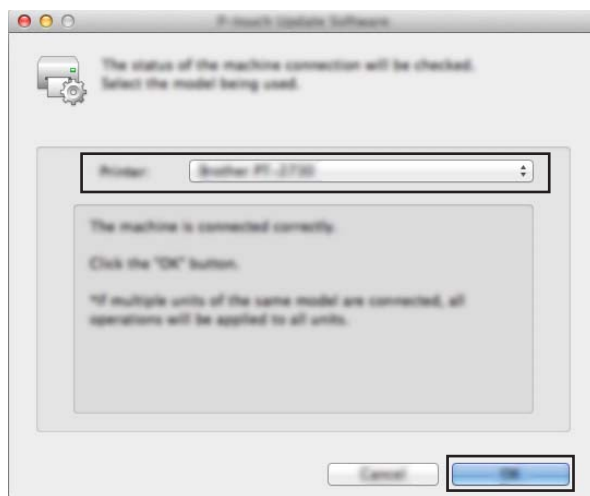 P-touch Update Software
The status of the machine connection will be checked.
Select the model being used.
Printer: Brother PT-2730
The machine is connected correctly.
Click the "OK" button.
*If multiple units of the same model are connected, all
operations will be applied to all units.
Cancel OK